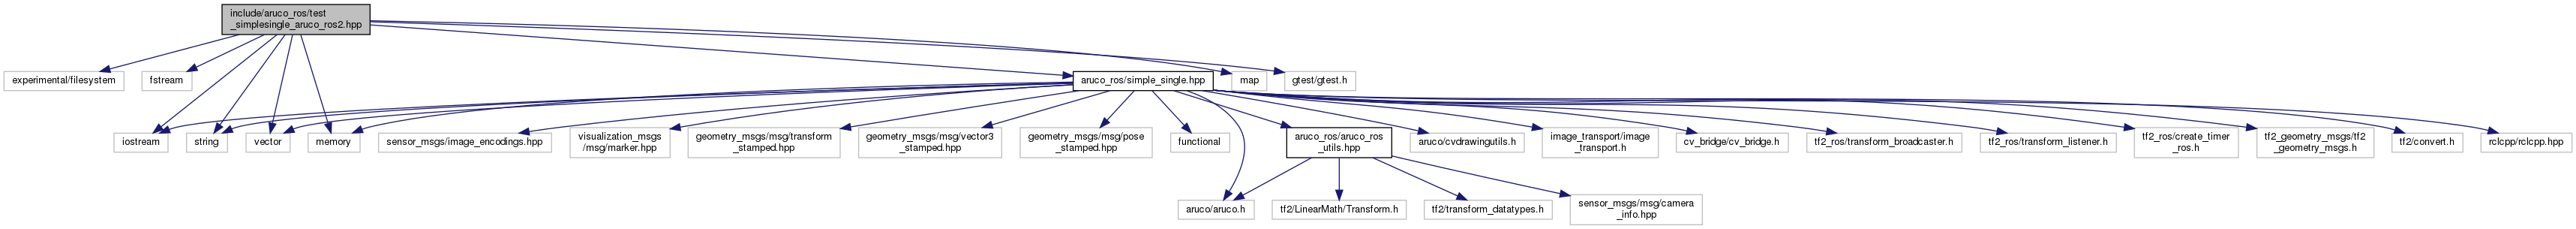 include/aruco_ros/test
_simplesingle_aruco_ros2.hpp
experimental/filesystem
fstream
aruco_ros/simple_single.hpp
map
gtest/gtest.h
iostream
string
vector
memory
sensor_msgs/image_encodings.hpp
visualization_msgs
/msg/marker.hpp
geometry_msgs/msg/transform
_stamped.hpp
geometry_msgs/msg/vector3
_stamped.hpp
geometry_msgs/msg/pose
_stamped.hpp
functional
aruco_ros/aruco_ros
_utils.hpp
aruco/cvdrawingutils.h
image_transport/image
_transport.h
cv_bridge/cv_bridge.h
tf2_ros/transform_broadcaster.h
tf2_ros/transform_listener.h
tf2_ros/create_timer
_ros.h
tf2_geometry_msgs/tf2
_geometry_msgs.h
tf2/convert.h
rclcpp/rclcpp.hpp
aruco/aruco.h
tf2/LinearMath/Transform.h
tf2/transform_datatypes.h
sensor_msgs/msg/camera
_info.hpp